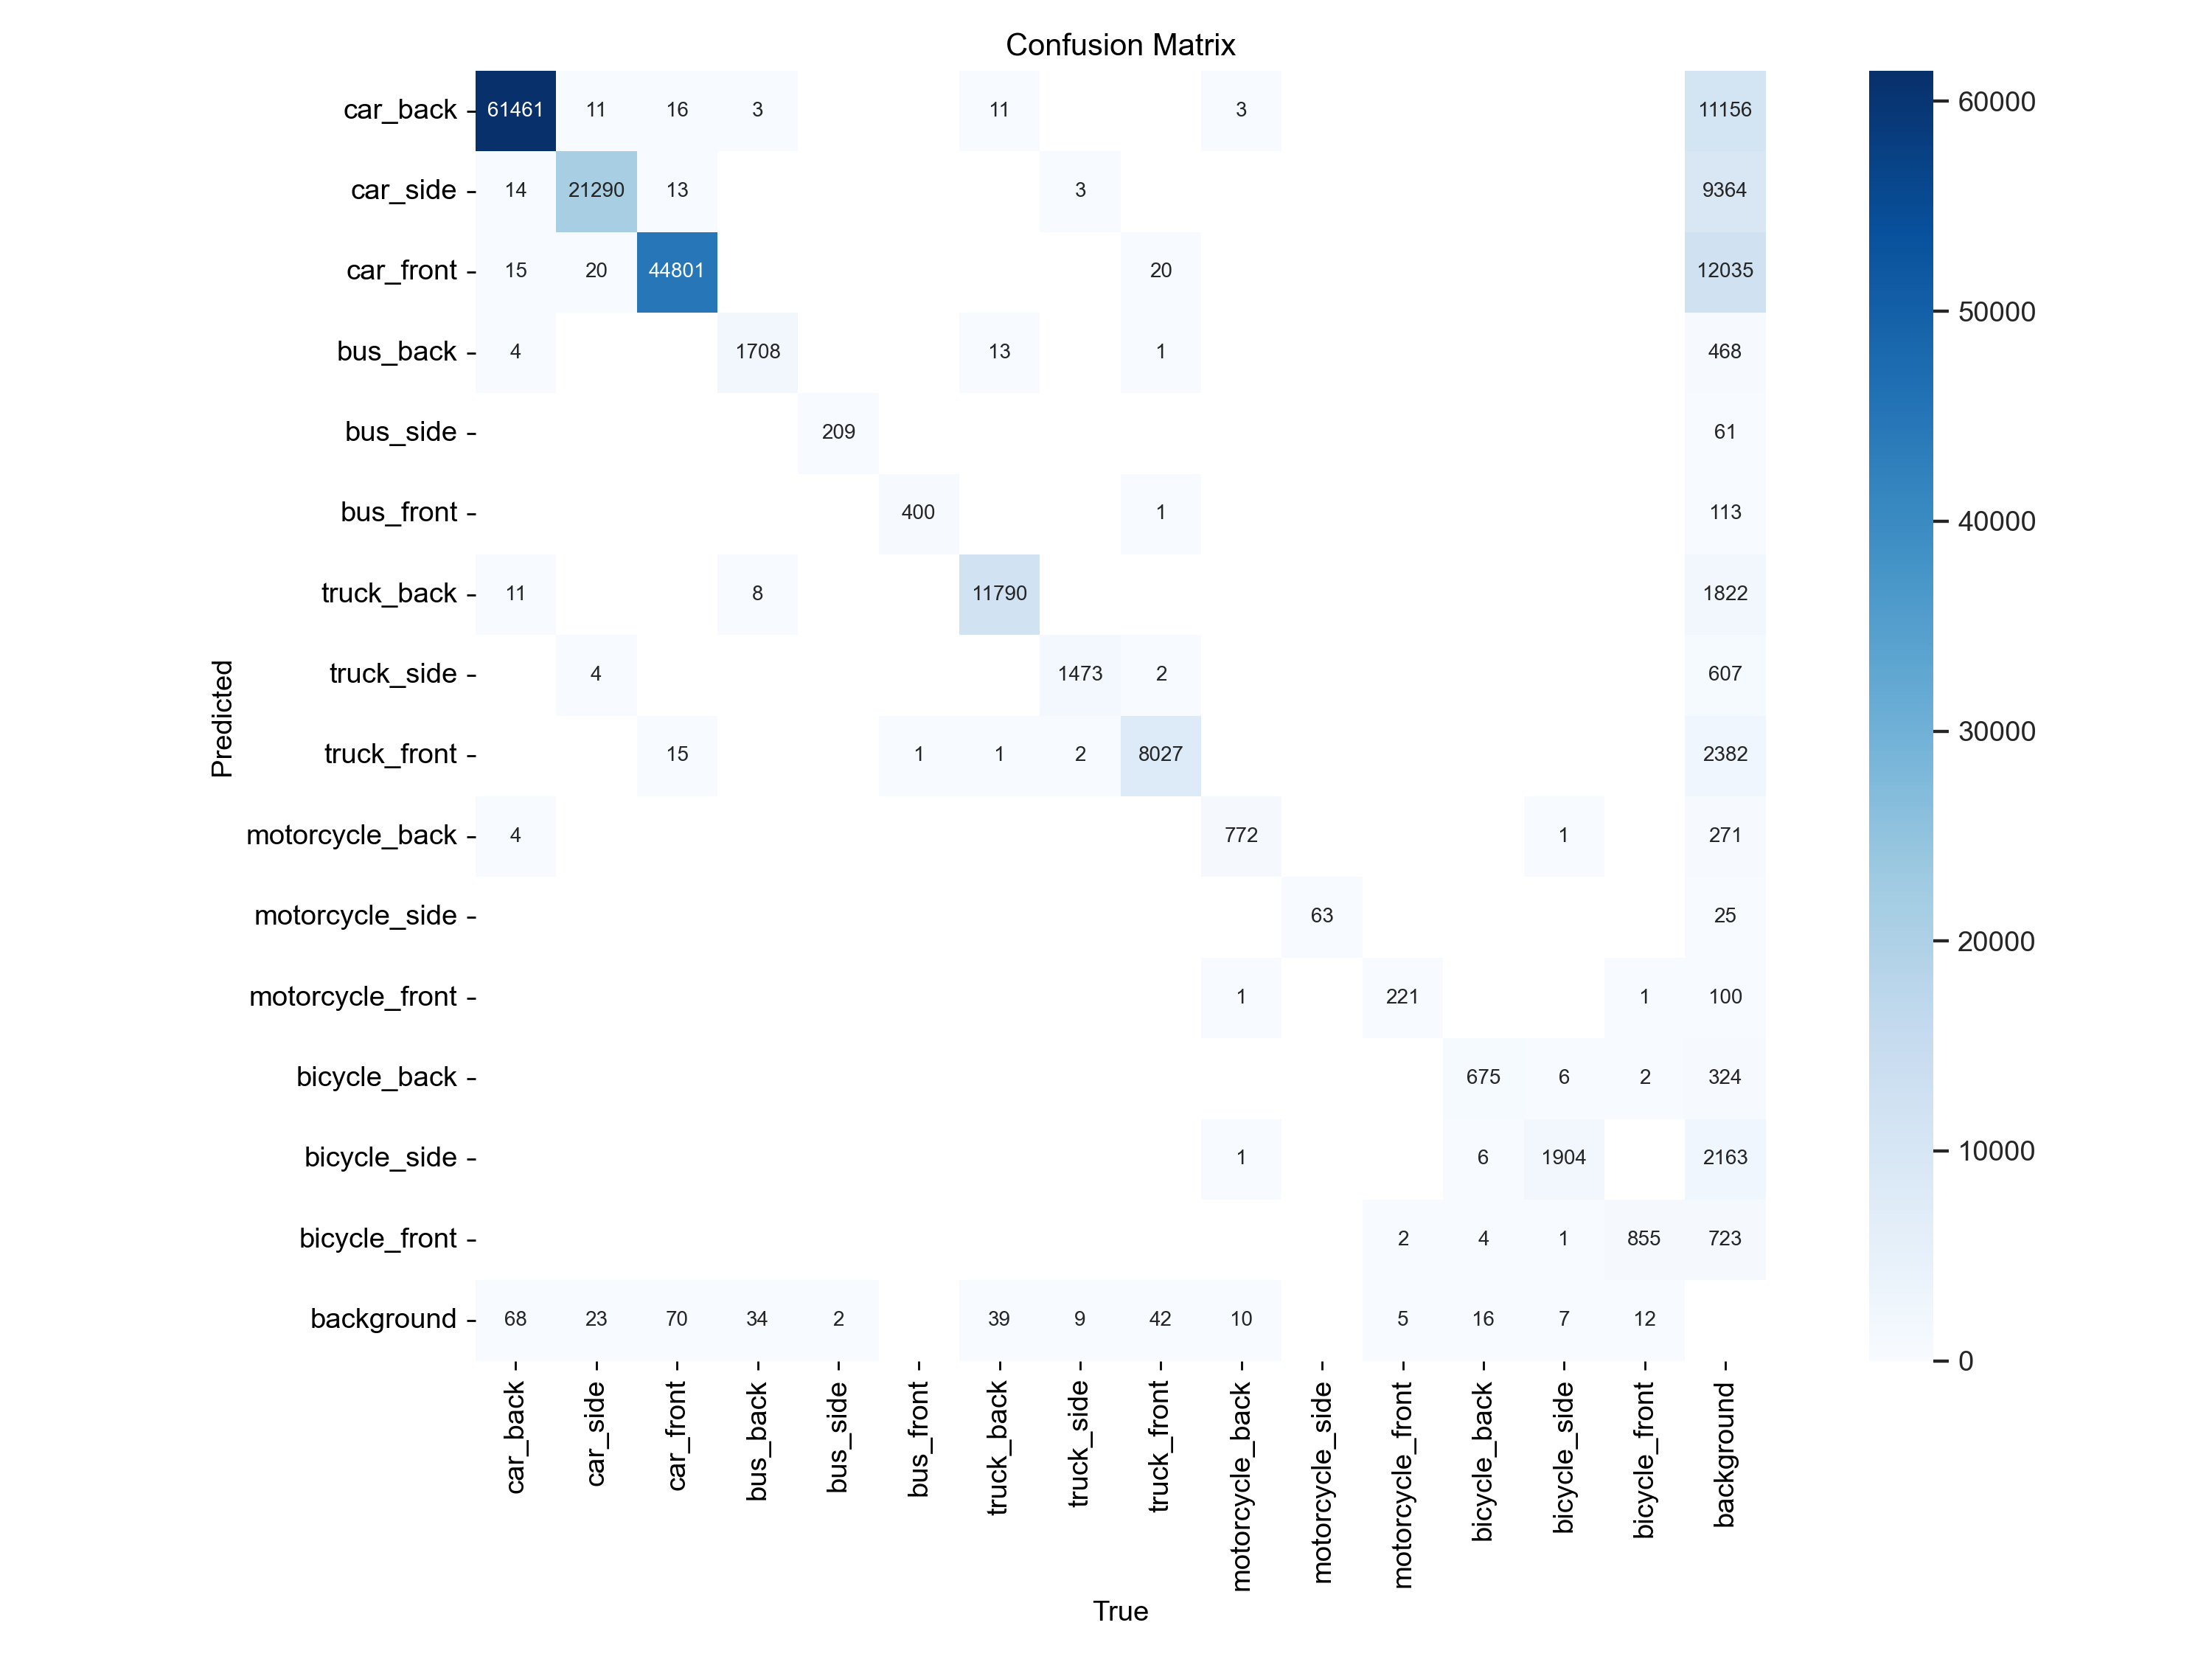 Confusion Matrix
car_back 61461 11 16 3 11 3 11156
car_side 14 21290 13 3 9364
car_front 15 20 44801 20 12035
bus_back 4 1708 13 1 468
bus_side 209 61
bus_front 400 1 113
truck_back 11 8 11790 1822
truck_side 4 1473 2 607
truck_front 15 1 1 2 8027 2382
motorcycle_back 4 772 1 271
motorcycle_side 63 25
motorcycle_front 1 221 1 100
bicycle_back 675 6 2 324
bicycle_side 1 6 1904 2163
bicycle_front 2 4 1 855 723
background 68 23 70 34 2 39 9 42 10 5 16 7 12
Predicted
car_back car_side car_front bus_back bus_side bus_front truck_back truck_side truck_front motorcycle_back motorcycle_side motorcycle_front bicycle_back bicycle_side bicycle_front background
True
60000
50000
40000
30000
20000
10000
0